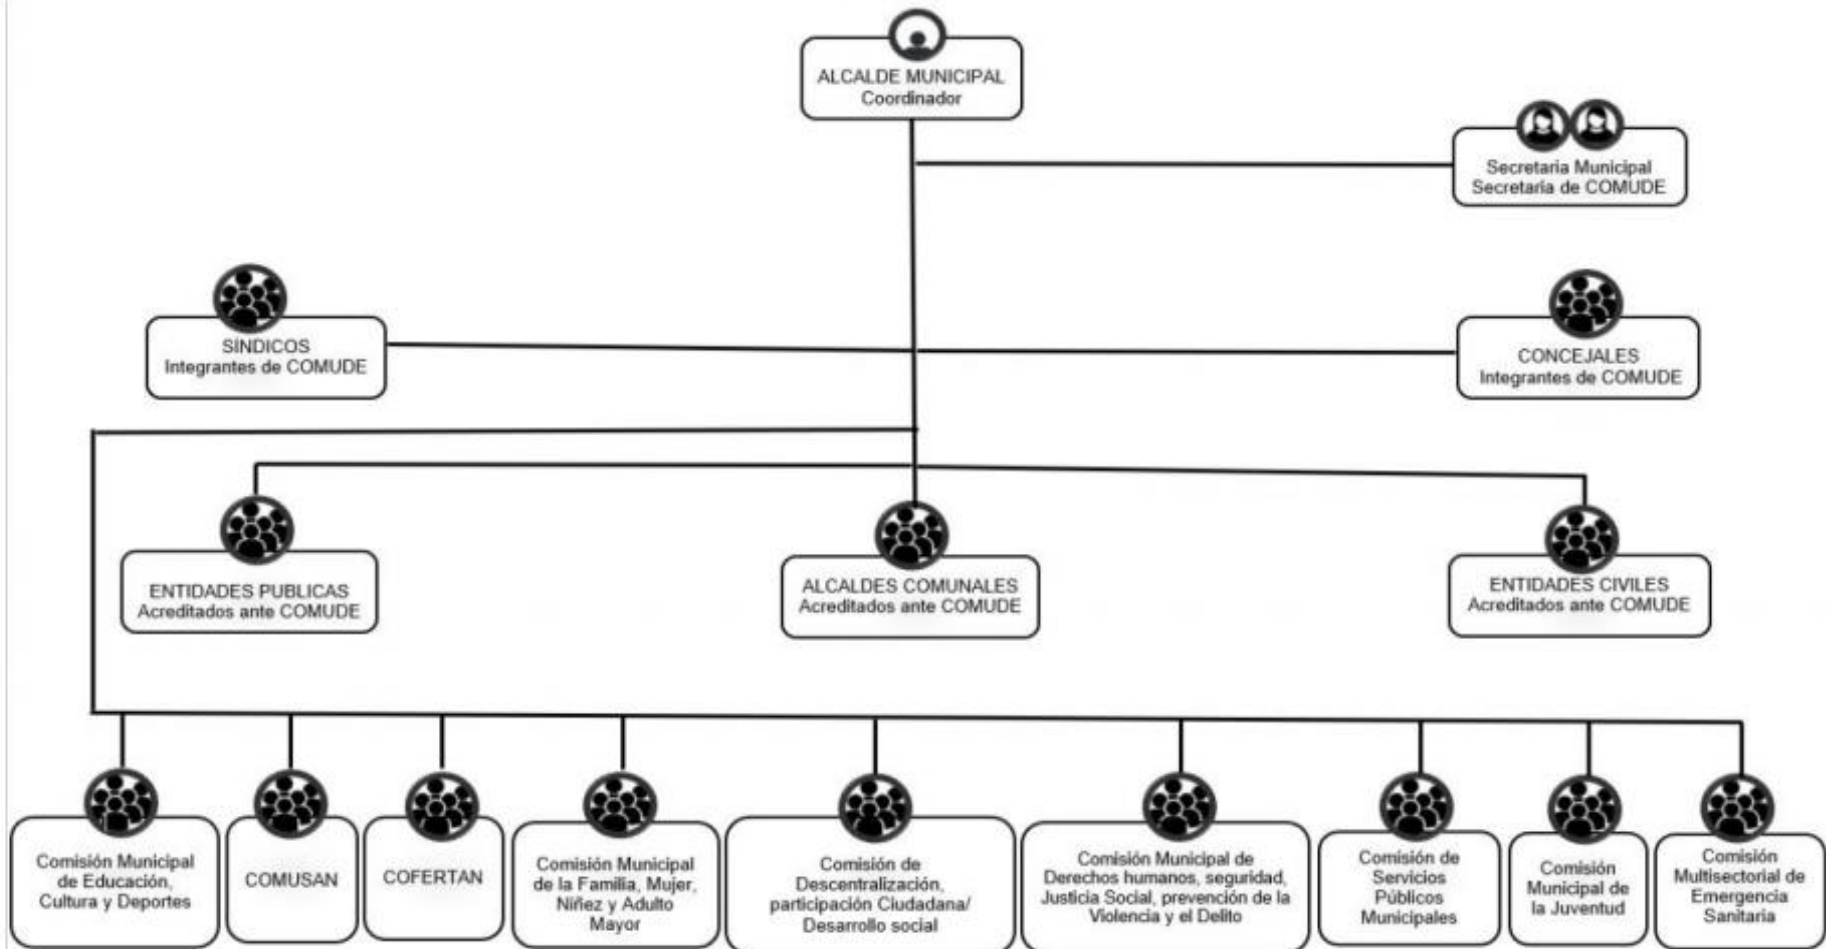 ALCALDE MUNICIPAL
Coordinador
Secretaria Municipal
Secretaria de COMUDE
SÍNDICOS
Integrantes de COMUDE
CONCEJALES
Integrantes de COMUDE
ENTIDADES PUBLICAS
Acreditados ante COMUDE
ALCALDES COMUNALES
Acreditados ante COMUDE
ENTIDADES CIVILES
Acreditados ante COMUDE
Comisión Municipal
de Educación,
Cultura y Deportes
COMUSAN
COFERTAN
Comisión Municipal
de la Familia, Mujer,
Niñez y Adulto
Mayor
Comisión de
Descentralización,
participación Ciudadana/
Desarrollo social
Comisión Municipal de
Derechos humanos, seguridad,
Justicia Social, prevención de la
Violencia y el Delito
Comisión de
Servicios
Públicos
Municipales
Comisión
Municipal de
la Juventud
Comisión
Multisectorial de
Emergencia
Sanitaria